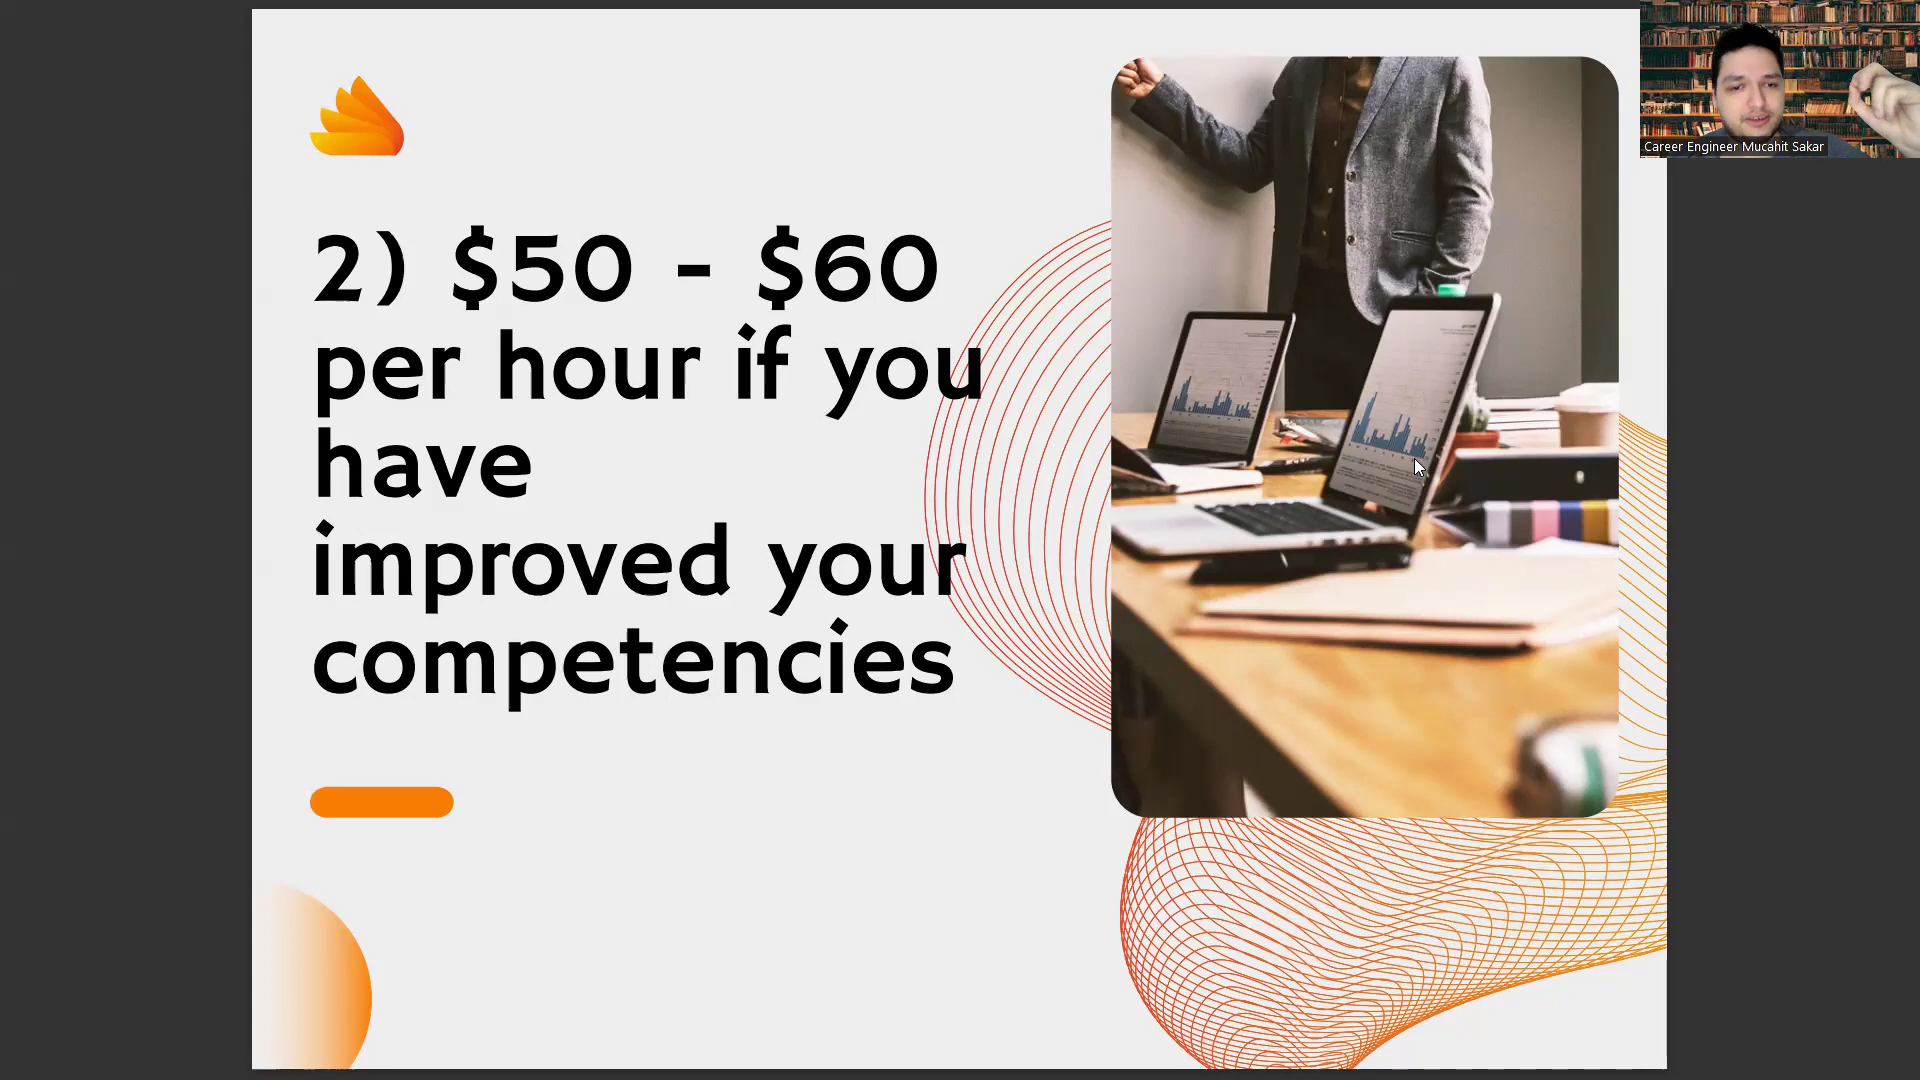 2) $50 - $60
per hour if you
have
improved your
competencies
Career Engineer Mucahit Sakar